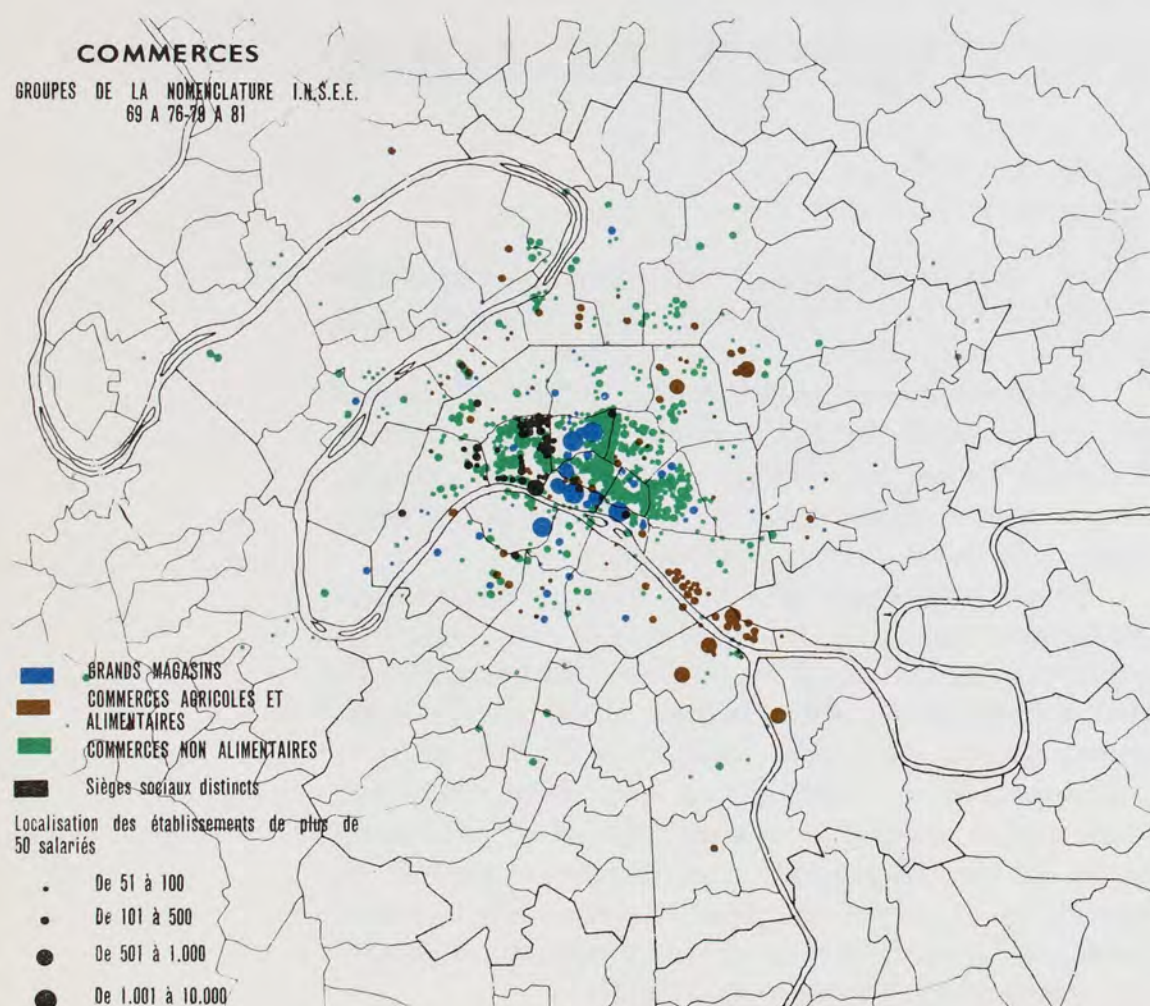 COMMERCES
GROUPES DE LA NOMENCLATURE I.N.S.E.E.
69 A 76-79 A 81
GRANDS MAGASINS
COMMERCES AGRICOLES ET
ALIMENTAIRES
COMMERCES NON ALIMENTAIRES
Sièges sociaux distincts
Localisation des établissements de plus de
50 salariés
De 51 à 100
De 101 à 500
De 501 à 1.000
De 1.001 à 10.000